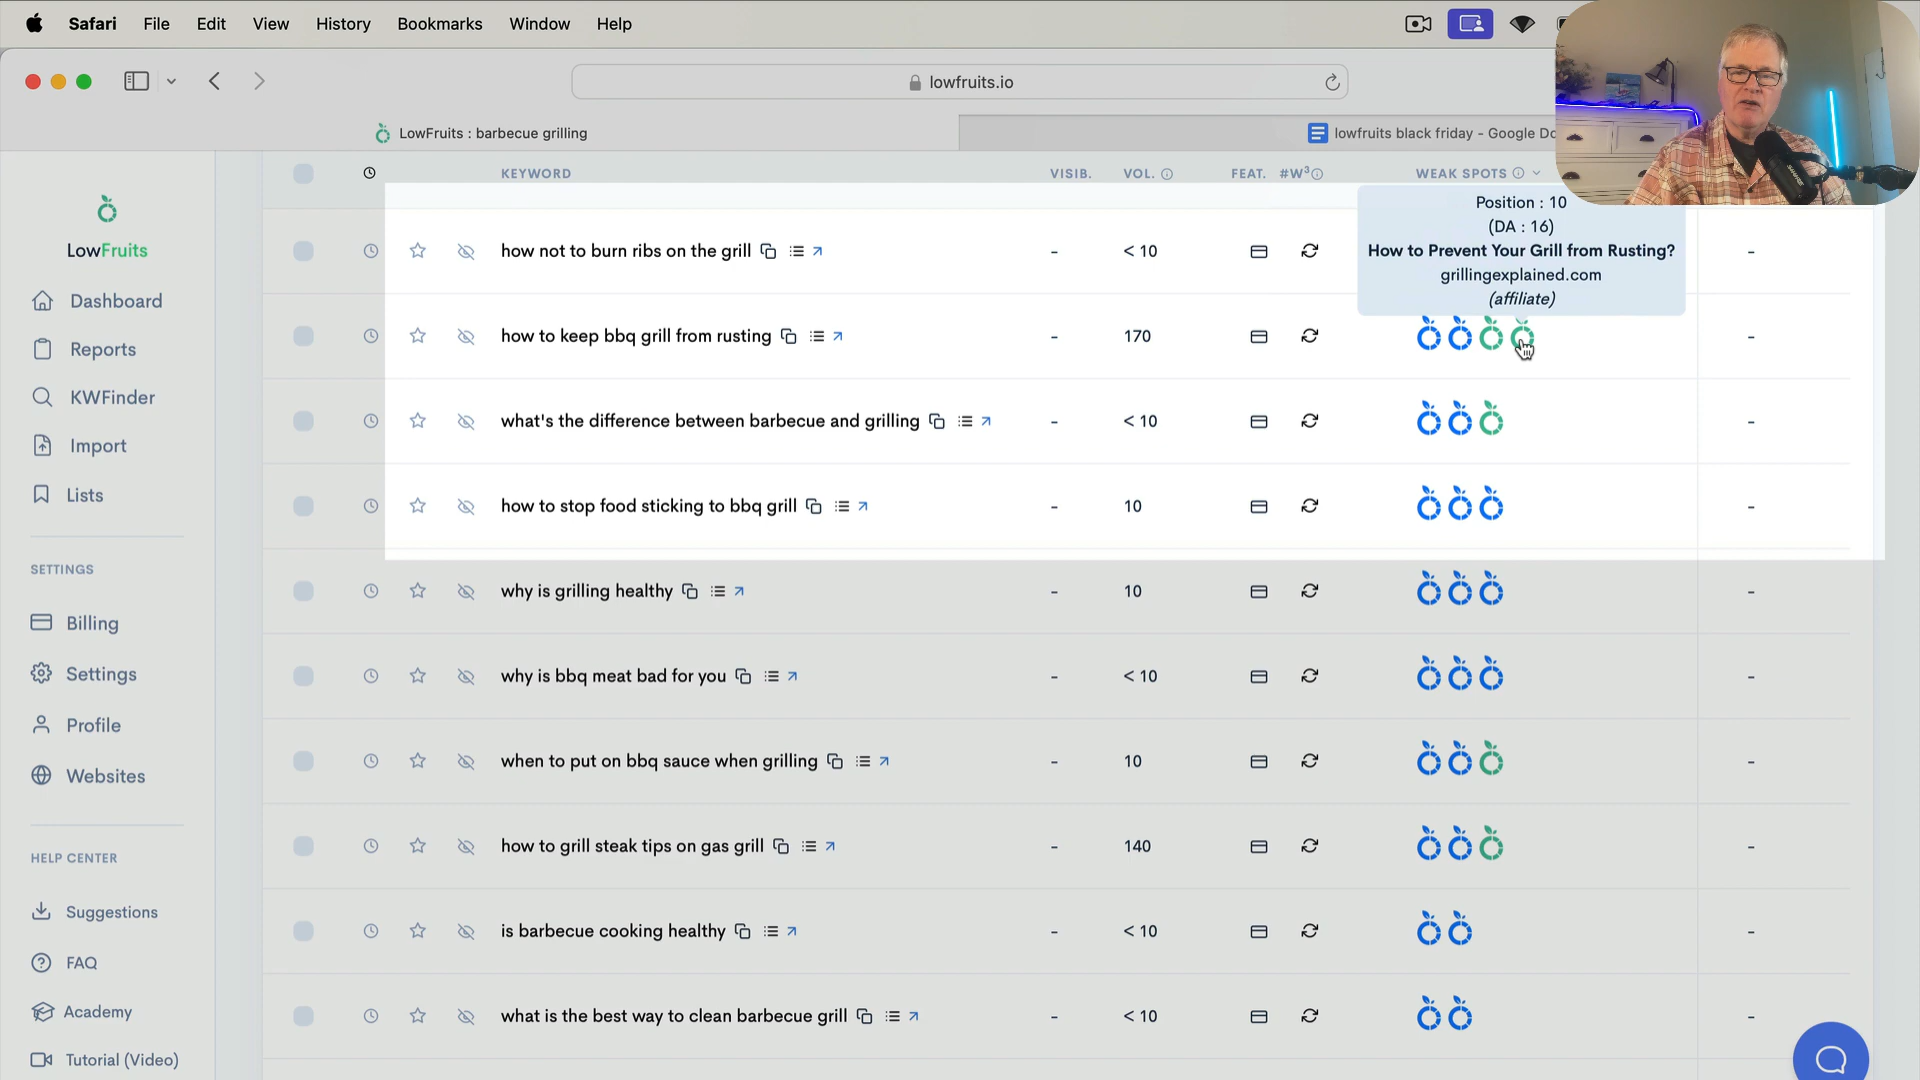 Safari File Edit View History Bookmarks Window Help
lowfruits.io
LowFruits : barbecue grilling
lowfruits black friday - Google Do
KEYWORD VISIB. VOL. FEAT. #W³ WEAK SPOTS
Position : 10
(DA : 16)
How to Prevent Your Grill from Rusting?
grillingexplained.com
(affiliate)
LowFruits
Dashboard
Reports
KWFinder
Import
Lists
SETTINGS
Billing
Settings
Profile
Websites
HELP CENTER
Suggestions
FAQ
Academy
Tutorial (Video)
how not to burn ribs on the grill - < 10 -
how to keep bbq grill from rusting - 170 -
what's the difference between barbecue and grilling - < 10 -
how to stop food sticking to bbq grill - 10 -
why is grilling healthy - 10 -
why is bbq meat bad for you - < 10 -
when to put on bbq sauce when grilling - 10 -
how to grill steak tips on gas grill - 140 -
is barbecue cooking healthy - < 10 -
what is the best way to clean barbecue grill - < 10 -